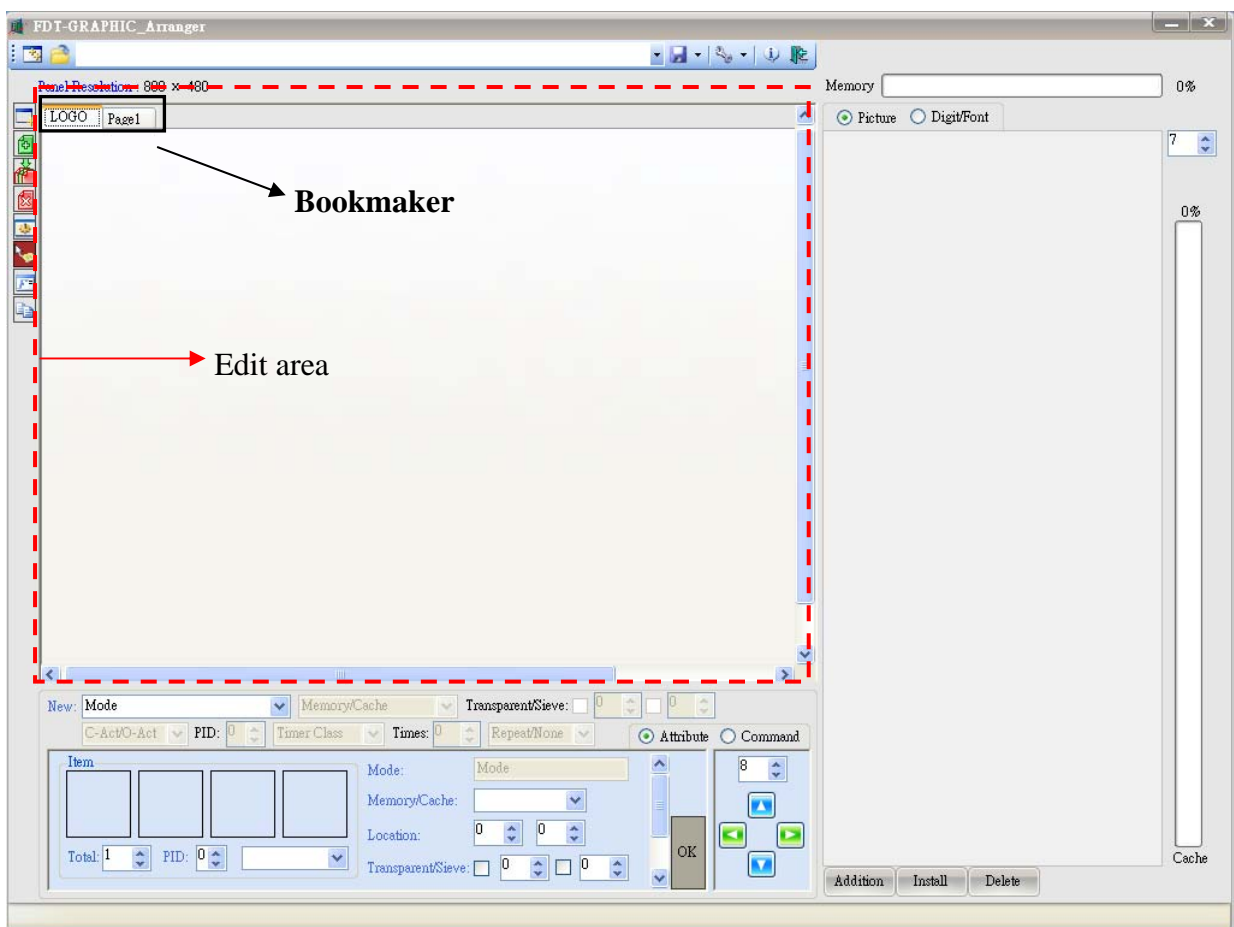 FDT-GRAPHIC_Arranger
Panel Resolution : 800 × 480
Memory 0%
LOGO Page1
Picture Digit/Font
7
Bookmaker
0%
Edit area
New: Mode Memory/Cache Transparent/Sieve: 0 0
C-Act/O-Act PID: 0 Timer Class Times: 0 Repeat/None Attribute Command
Item
Mode: Mode 8
Memory/Cache:
Location: 0 0
OK
Total: 1 PID: 0
Transparent/Sieve: 0 0
Cache
Addition Install Delete